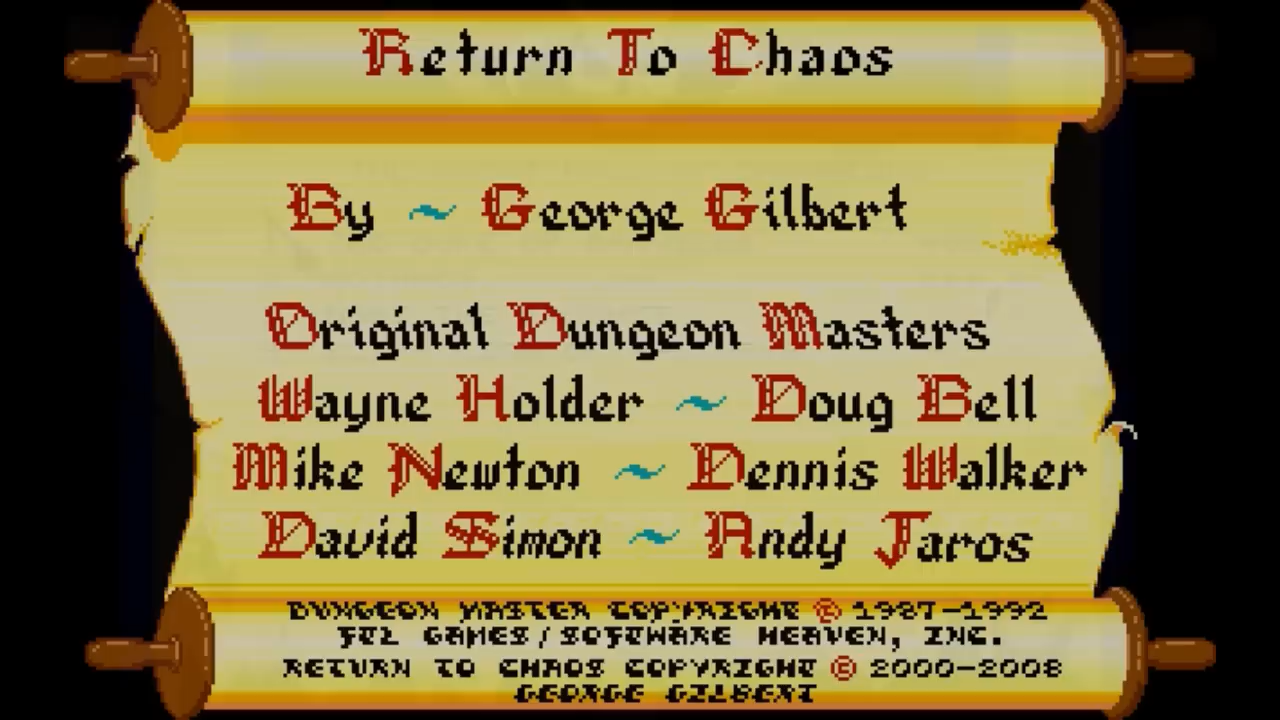 Return To Chaos
By ~ George Gilbert
Original Dungeon Masters
Wayne Holder ~ Doug Bell
Mike Newton ~ Dennis Walker
David Simon ~ Andy Jaros
DUNGEON MASTER COPYRIGHT © 1987-1992
FTL GAMES/SOFTWARE HEAVEN, INC.
RETURN TO CHAOS COPYRIGHT © 2000-2008
GEORGE GILBERT